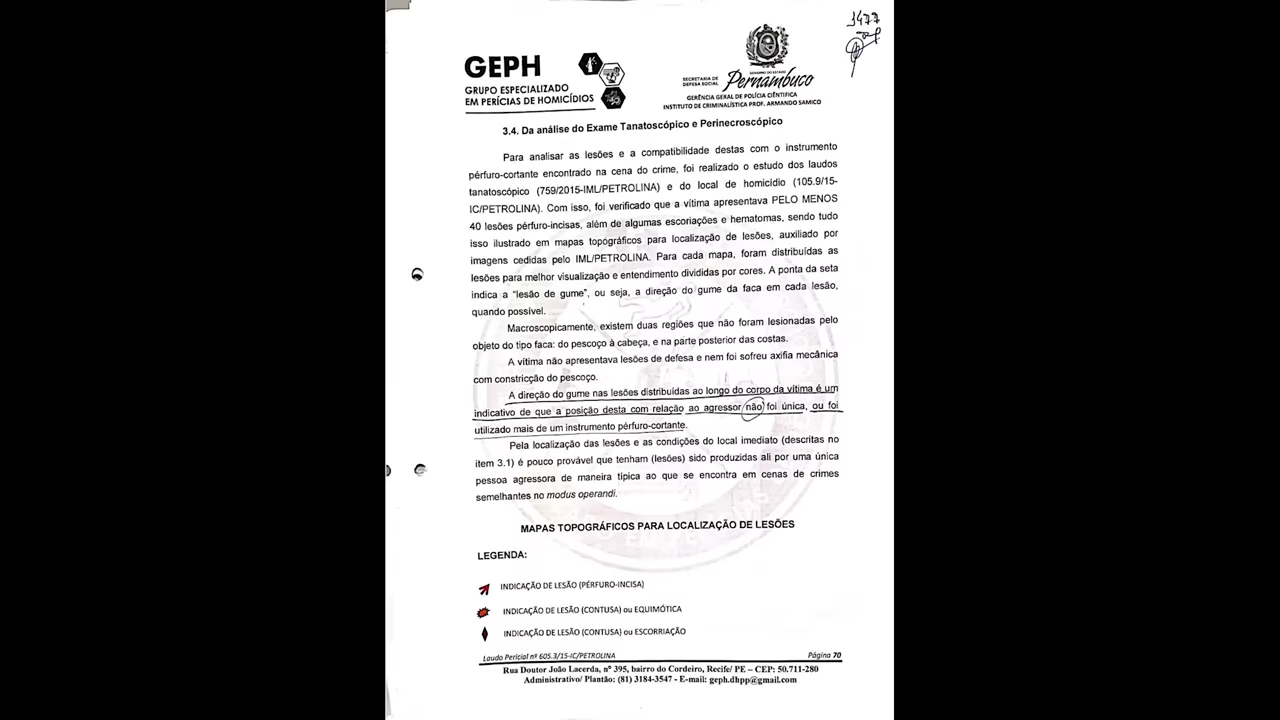 1477
GEPH
GRUPO ESPECIALIZADO
EM PERÍCIAS DE HOMICÍDIOS
SECRETARIA DE
DEFESA SOCIAL
GOVERNO DO ESTADO
Pernambuco
GERÊNCIA GERAL DE POLÍCIA CIENTÍFICA
INSTITUTO DE CRIMINALÍSTICA PROF. ARMANDO SAMICO
3.4. Da análise do Exame Tanatoscópico e Perinecroscópico
Para analisar as lesões e a compatibilidade destas com o instrumento
pérfuro-cortante encontrado na cena do crime, foi realizado o estudo dos laudos
tanatoscópico (759/2015-IML/PETROLINA) e do local de homicídio (105.9/15-
IC/PETROLINA). Com isso, foi verificado que a vítima apresentava PELO MENOS
40 lesões pérfuro-incisas, além de algumas escoriações e hematomas, sendo tudo
isso ilustrado em mapas topográficos para localização de lesões, auxiliado por
imagens cedidas pelo IML/PETROLINA. Para cada mapa, foram distribuídas as
lesões para melhor visualização e entendimento divididas por cores. A ponta da seta
indica a “lesão de gume”, ou seja, a direção do gume da faca em cada lesão,
quando possível.
Macroscopicamente, existem duas regiões que não foram lesionadas pelo
objeto do tipo faca: do pescoço à cabeça, e na parte posterior das costas.
A vítima não apresentava lesões de defesa e nem foi sofreu axifia mecânica
com constricção do pescoço.
A direção do gume nas lesões distribuídas ao longo do corpo da vítima é um
indicativo de que a posição desta com relação ao agressor não foi única, ou foi
utilizado mais de um instrumento pérfuro-cortante.
Pela localização das lesões e as condições do local imediato (descritas no
item 3.1) é pouco provável que tenham (lesões) sido produzidas ali por uma única
pessoa agressora de maneira típica ao que se encontra em cenas de crimes
semelhantes no modus operandi.
MAPAS TOPOGRÁFICOS PARA LOCALIZAÇÃO DE LESÕES
LEGENDA:
INDICAÇÃO DE LESÃO (PÉRFURO-INCISA)
INDICAÇÃO DE LESÃO (CONTUSA) ou EQUIMÓTICA
INDICAÇÃO DE LESÃO (CONTUSA) ou ESCORRIAÇÃO
Laudo Pericial nº 605.3/15-IC/PETROLINA Página 70
Rua Doutor João Lacerda, nº 395, bairro do Cordeiro, Recife/ PE – CEP: 50.711-280
Administrativo/ Plantão: (81) 3184-3547 - E-mail: geph.dhpp@gmail.com